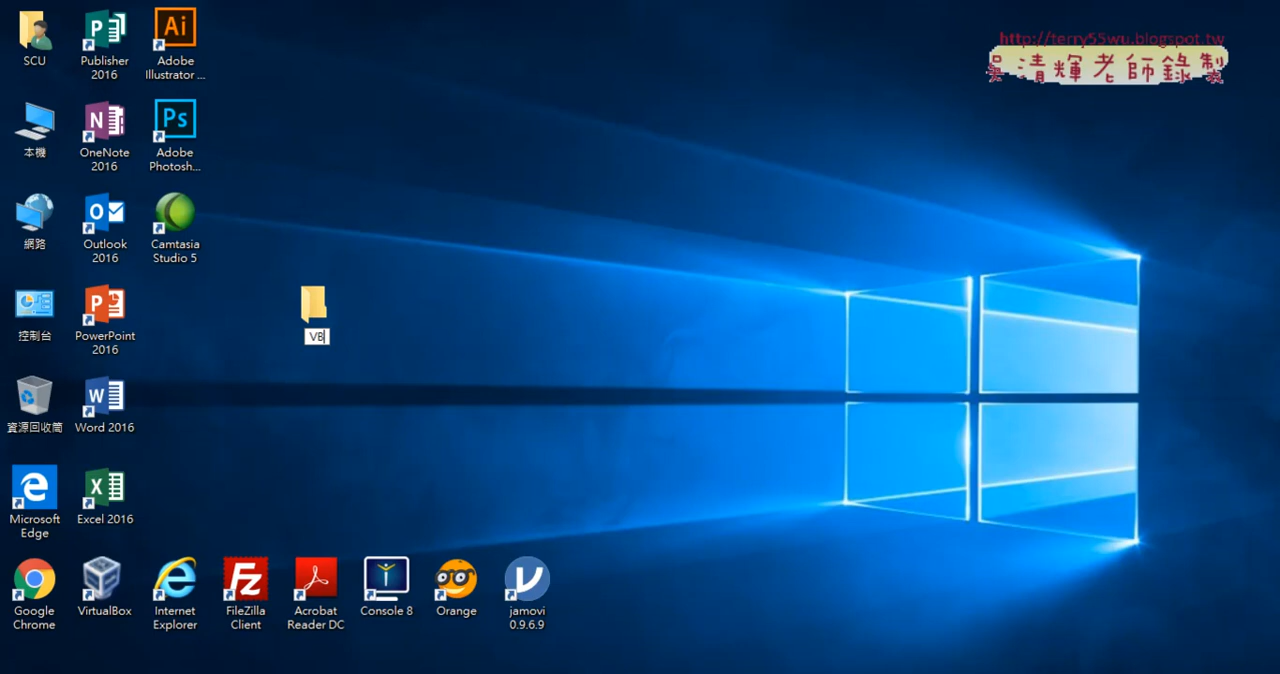 SCU
Publisher
2016
Adobe
Illustrator ...
http://terry55wu.blogspot.tw
吳清輝老師錄製
本機
OneNote
2016
Adobe
Photosh...
網路
Outlook
2016
Camtasia
Studio 5
控制台
PowerPoint
2016
VB
資源回收筒
Word 2016
Microsoft
Edge
Excel 2016
Google
Chrome
VirtualBox
Internet
Explorer
FileZilla
Client
Acrobat
Reader DC
Console 8
Orange
jamovi
0.9.6.9